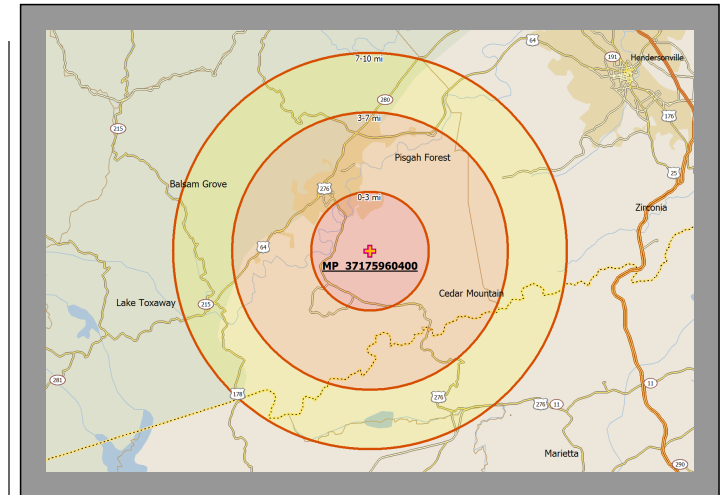 7-10 mi
64
191
Hendersonville
280
3-7 mi
176
215
Pisgah Forest
25
Balsam Grove
276
0-3 mi
Zirconia
64
MP 37175960400
Cedar Mountain
Lake Toxaway
215
281
11
178
276
276
11
Marietta
290